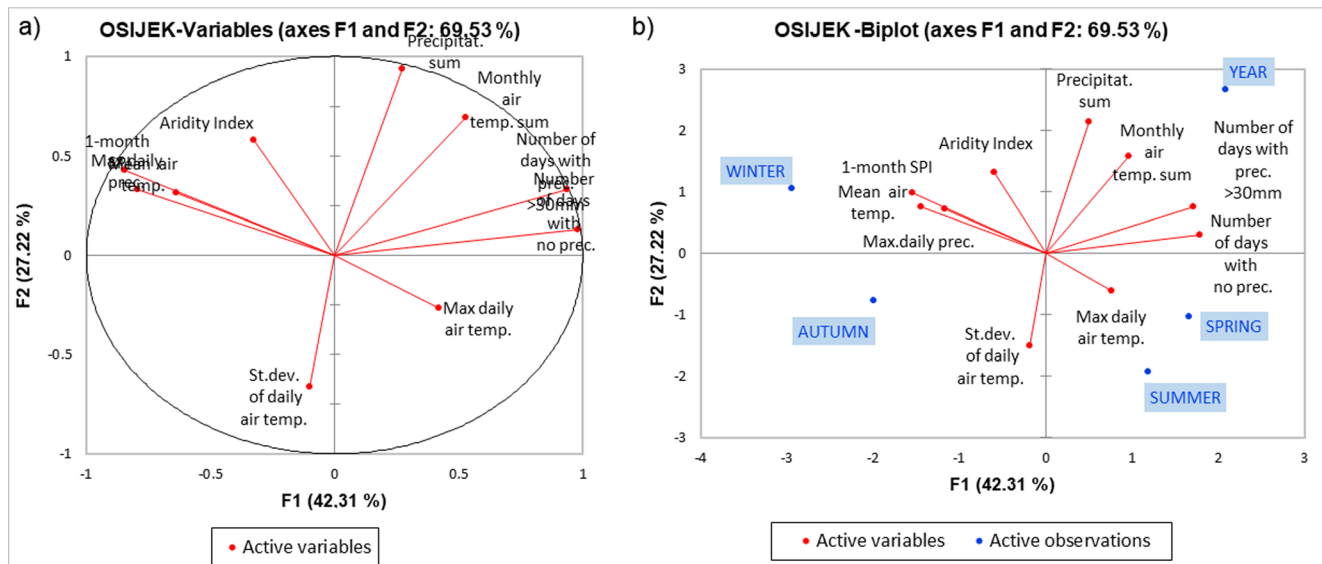 a)
OSIJEK-Variables (axes F1 and F2: 69.53 %)
Precipitat.
sum
Monthly
air
temp. sum
Aridity Index
Number of
days with
prec.
>30mm
Number
of days
with
no prec.
1-month
Max.daily
prec.
Mean air
temp.
Max daily
air temp.
St.dev.
of daily
air temp.
1
0.5
0
-0.5
-1
F2 (27.22 %)
-1
-0.5
0
0.5
1
F1 (42.31 %)
Active variables
b)
OSIJEK -Biplot (axes F1 and F2: 69.53 %)
YEAR
Precipitat.
sum
Number of
days with
prec.
>30mm
Monthly
air
temp. sum
Aridity Index
WINTER
1-month SPI
Mean air
temp.
Max.daily prec.
Number
of days
with
no prec.
AUTUMN
St.dev.
of daily
air temp.
Max daily
air temp.
SPRING
SUMMER
3
2
1
0
-1
-2
-3
F2 (27.22 %)
-4
-3
-2
-1
0
1
2
3
F1 (42.31 %)
Active variables
Active observations